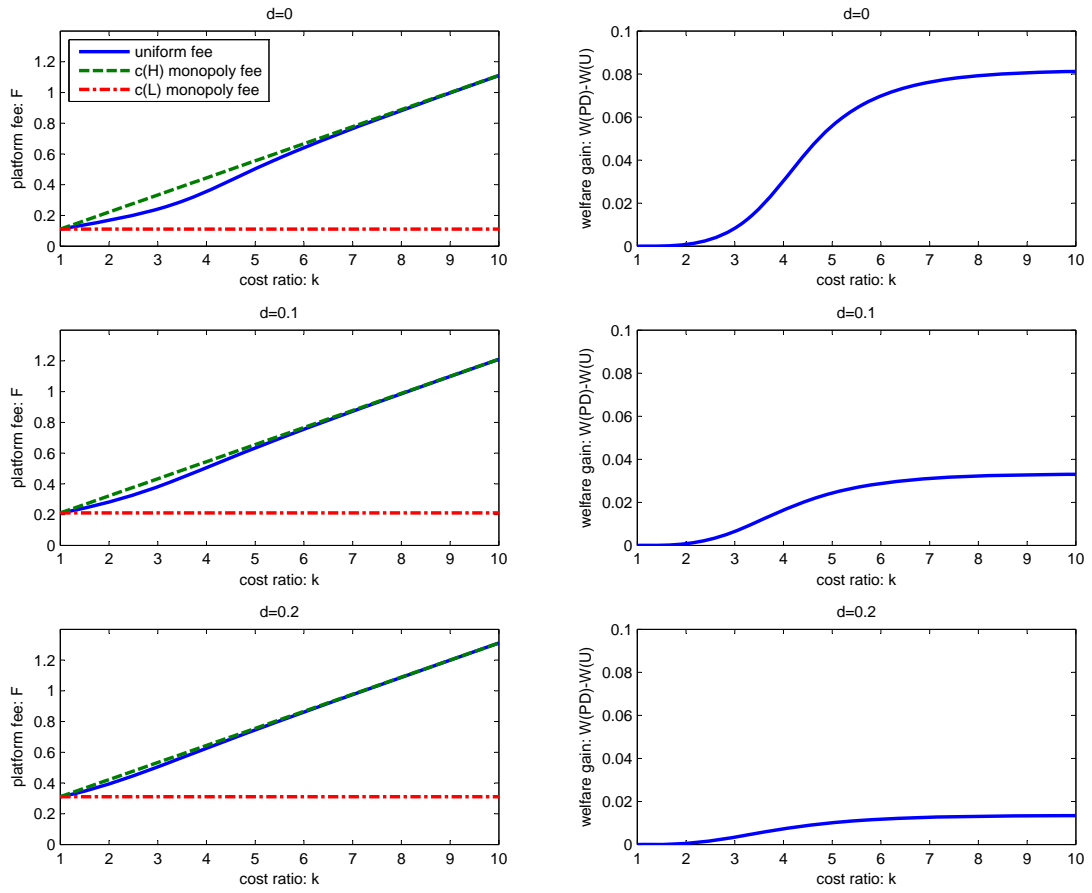 d=0
uniform fee
c(H) monopoly fee
c(L) monopoly fee
platform fee: F
0
0.2
0.4
0.6
0.8
1
1.2
1 2 3 4 5 6 7 8 9 10
cost ratio: k
d=0
welfare gain: W(PD)-W(U)
0
0.02
0.04
0.06
0.08
0.1
1 2 3 4 5 6 7 8 9 10
cost ratio: k
d=0.1
platform fee: F
0
0.2
0.4
0.6
0.8
1
1.2
1 2 3 4 5 6 7 8 9 10
cost ratio: k
d=0.1
welfare gain: W(PD)-W(U)
0
0.02
0.04
0.06
0.08
0.1
1 2 3 4 5 6 7 8 9 10
cost ratio: k
d=0.2
platform fee: F
0
0.2
0.4
0.6
0.8
1
1.2
1 2 3 4 5 6 7 8 9 10
cost ratio: k
d=0.2
welfare gain: W(PD)-W(U)
0
0.02
0.04
0.06
0.08
0.1
1 2 3 4 5 6 7 8 9 10
cost ratio: k